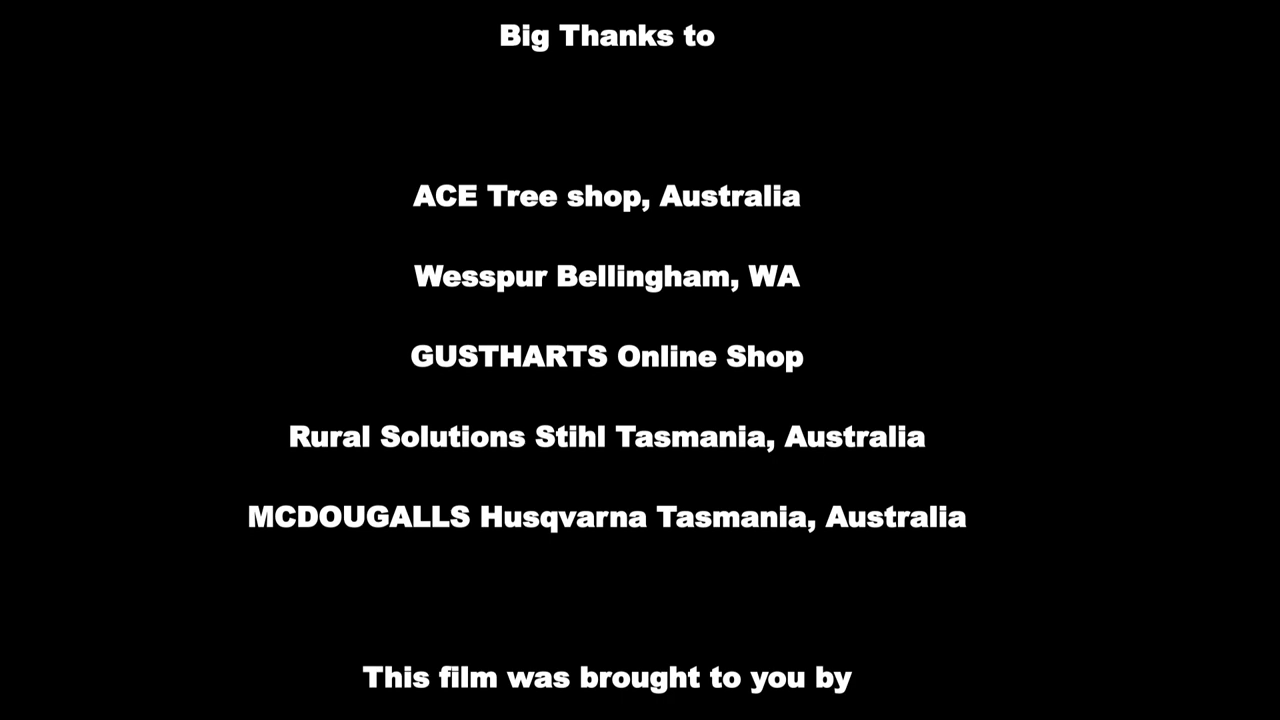 Big Thanks to
ACE Tree shop, Australia
Wesspur Bellingham, WA
GUSTHARTS Online Shop
Rural Solutions Stihl Tasmania, Australia
MCDOUGALLS Husqvarna Tasmania, Australia
This film was brought to you by